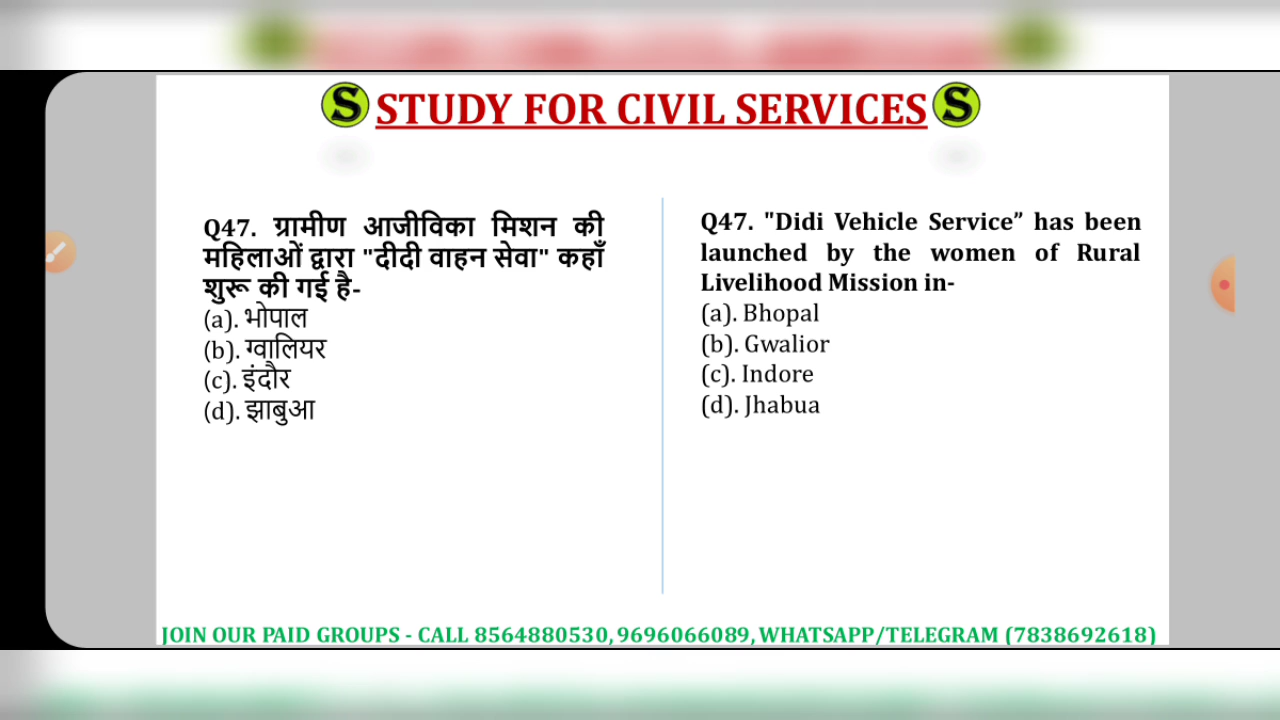 S STUDY FOR CIVIL SERVICES S
Q47. ग्रामीण आजीविका मिशन की
महिलाओं द्वारा "दीदी वाहन सेवा" कहाँ
शुरू की गई है-
(a). भोपाल
(b). ग्वालियर
(c). इंदौर
(d). झाबुआ
Q47. "Didi Vehicle Service” has been
launched by the women of Rural
Livelihood Mission in-
(a). Bhopal
(b). Gwalior
(c). Indore
(d). Jhabua
JOIN OUR PAID GROUPS - CALL 8564880530, 9696066089, WHATSAPP/TELEGRAM (7838692618)